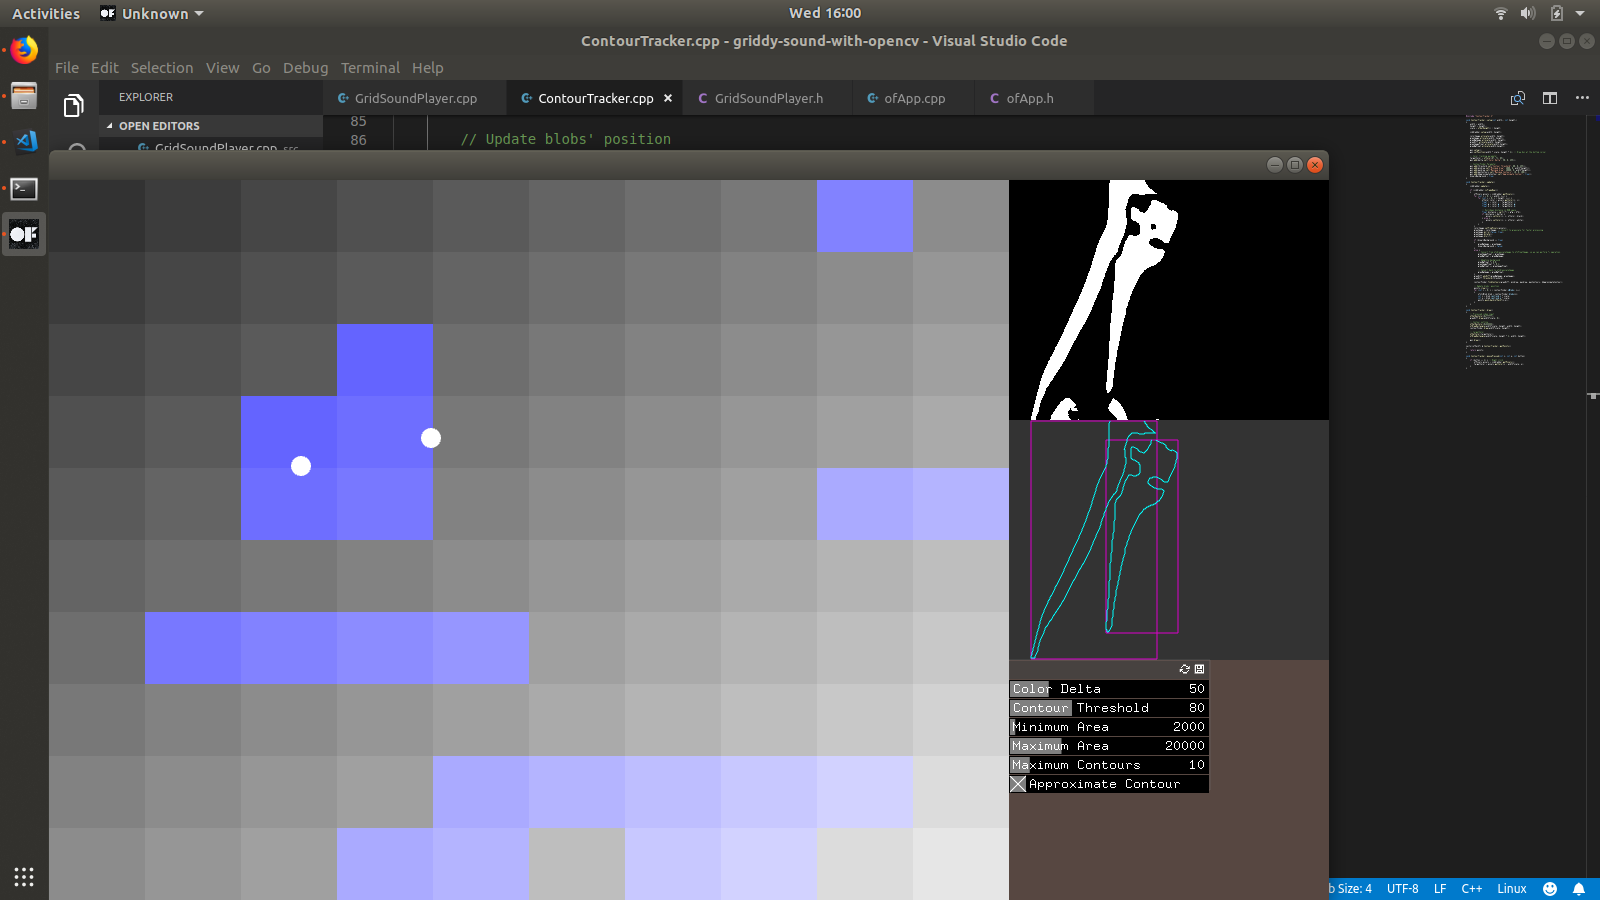 Activities
Unknown
Wed 16:00
ContourTracker.cpp - griddy-sound-with-opencv - Visual Studio Code
File Edit Selection View Go Debug Terminal Help
EXPLORER
GridSoundPlayer.cpp
ContourTracker.cpp
GridSoundPlayer.h
ofApp.cpp
ofApp.h
OPEN EDITORS
GridSoundPlayer.cpp src
85
86 // Update blobs' position
Color Delta 50
Contour Threshold 80
Minimum Area 2000
Maximum Area 20000
Maximum Contours 10
Approximate Contour
b Size: 4 UTF-8 LF C++ Linux